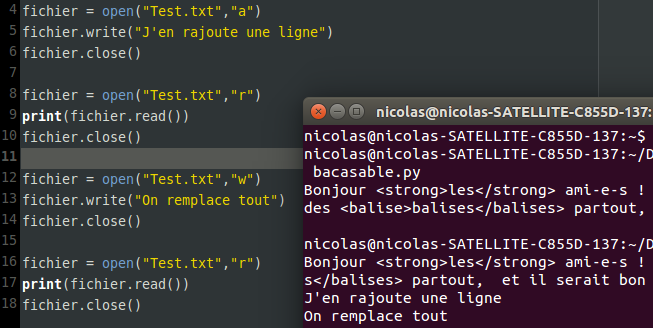 4 fichier = open("Test.txt","a")
5 fichier.write("J'en rajoute une ligne")
6 fichier.close()
7
8 fichier = open("Test.txt","r")
9 print(fichier.read())
10 fichier.close()
11
12 fichier = open("Test.txt","w")
13 fichier.write("On remplace tout")
14 fichier.close()
15
16 fichier = open("Test.txt","r")
17 print(fichier.read())
18 fichier.close()
nicolas@nicolas-SATELLITE-C855D-137:
nicolas@nicolas-SATELLITE-C855D-137:~$
nicolas@nicolas-SATELLITE-C855D-137:~/D
bacasable.py
Bonjour <strong>les</strong> ami-e-s !
des <balise>balises</balises> partout,
nicolas@nicolas-SATELLITE-C855D-137:~/D
Bonjour <strong>les</strong> ami-e-s !
s</balises> partout,  et il serait bon
J'en rajoute une ligne
On remplace tout